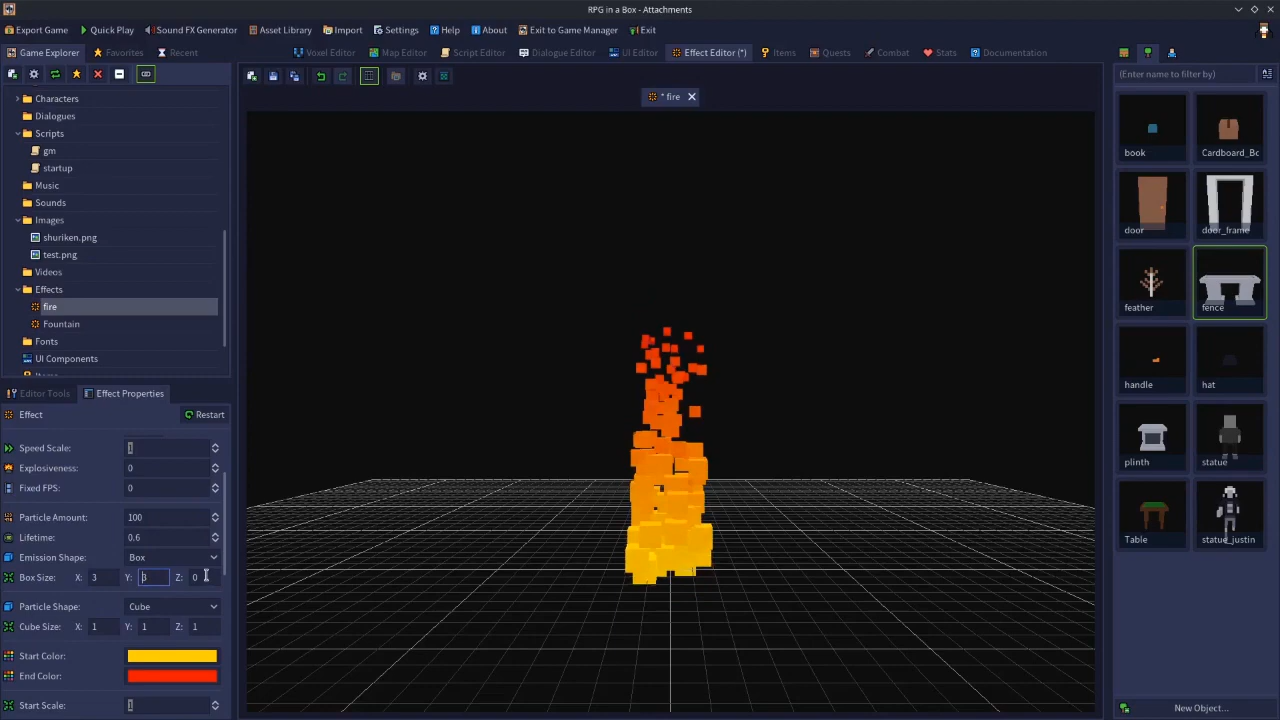 RPG in a Box - Attachments
Export Game Quick Play Sound FX Generator Asset Library Import Settings Help About Exit to Game Manager Exit
Game Explorer Favorites Recent Voxel Editor Map Editor Script Editor Dialogue Editor UI Editor Effect Editor (*) Items Quests Combat Stats Documentation
(Enter name to filter by)
* fire
Characters
Dialogues
Scripts
gm
startup
Music
Sounds
Images
shuriken.png
test.png
Videos
Effects
fire
Fountain
Fonts
UI Components
Editor Tools Effect Properties
Effect Restart
Speed Scale:
Explosiveness: 0
Fixed FPS: 0
Particle Amount: 100
Lifetime: 0.6
Emission Shape: Box
Box Size: X: 3 Y: 3 Z: 0
Particle Shape: Cube
Cube Size: X: 1 Y: 1 Z: 1
Start Color:
End Color:
Start Scale:
book Cardboard_Bo
door door_frame
feather fence
handle hat
plinth statue
Table statue_justin
New Object...